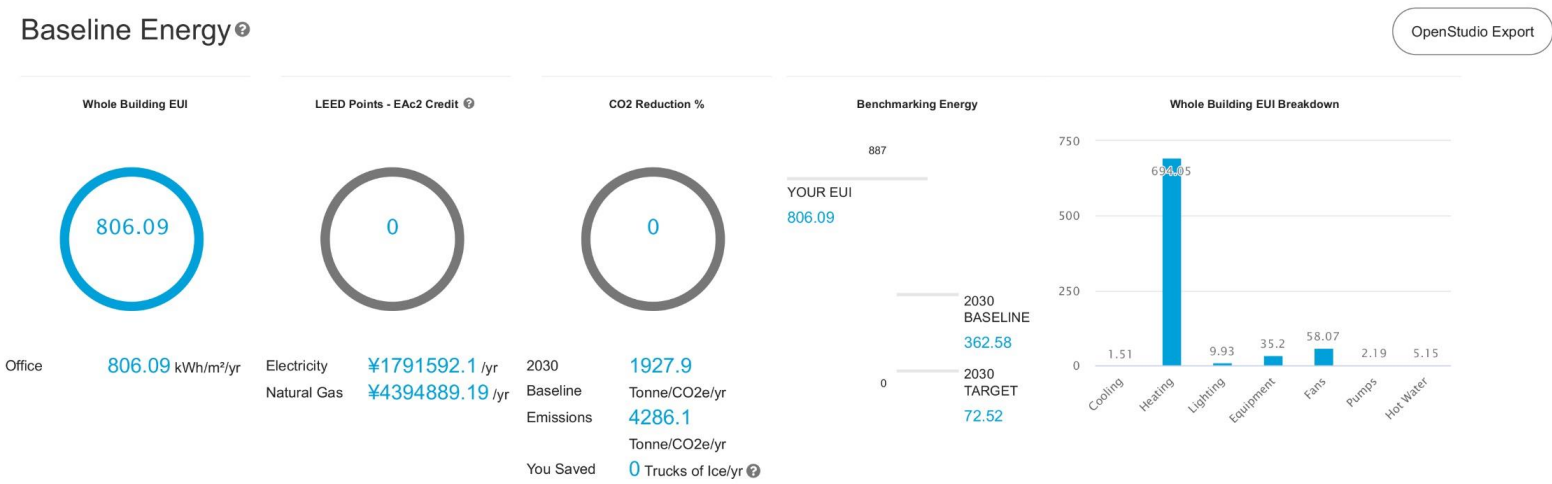 Baseline Energy
OpenStudio Export
Whole Building EUI
806.09
Office 806.09 kWh/m²/yr
LEED Points - EAc2 Credit
0
Electricity ¥1791592.1 /yr
Natural Gas ¥4394889.19 /yr
CO2 Reduction %
0
2030 1927.9
Baseline Tonne/CO2e/yr
Emissions 4286.1
Tonne/CO2e/yr
You Saved 0 Trucks of Ice/yr
Benchmarking Energy
887
YOUR EUI
806.09
2030
BASELINE
362.58
2030
TARGET
0
72.52
Whole Building EUI Breakdown
750
500
250
0
1.51
694.05
9.93
35.2
58.07
2.19
5.15
Cooling
Heating
Lighting
Equipment
Fans
Pumps
Hot Water